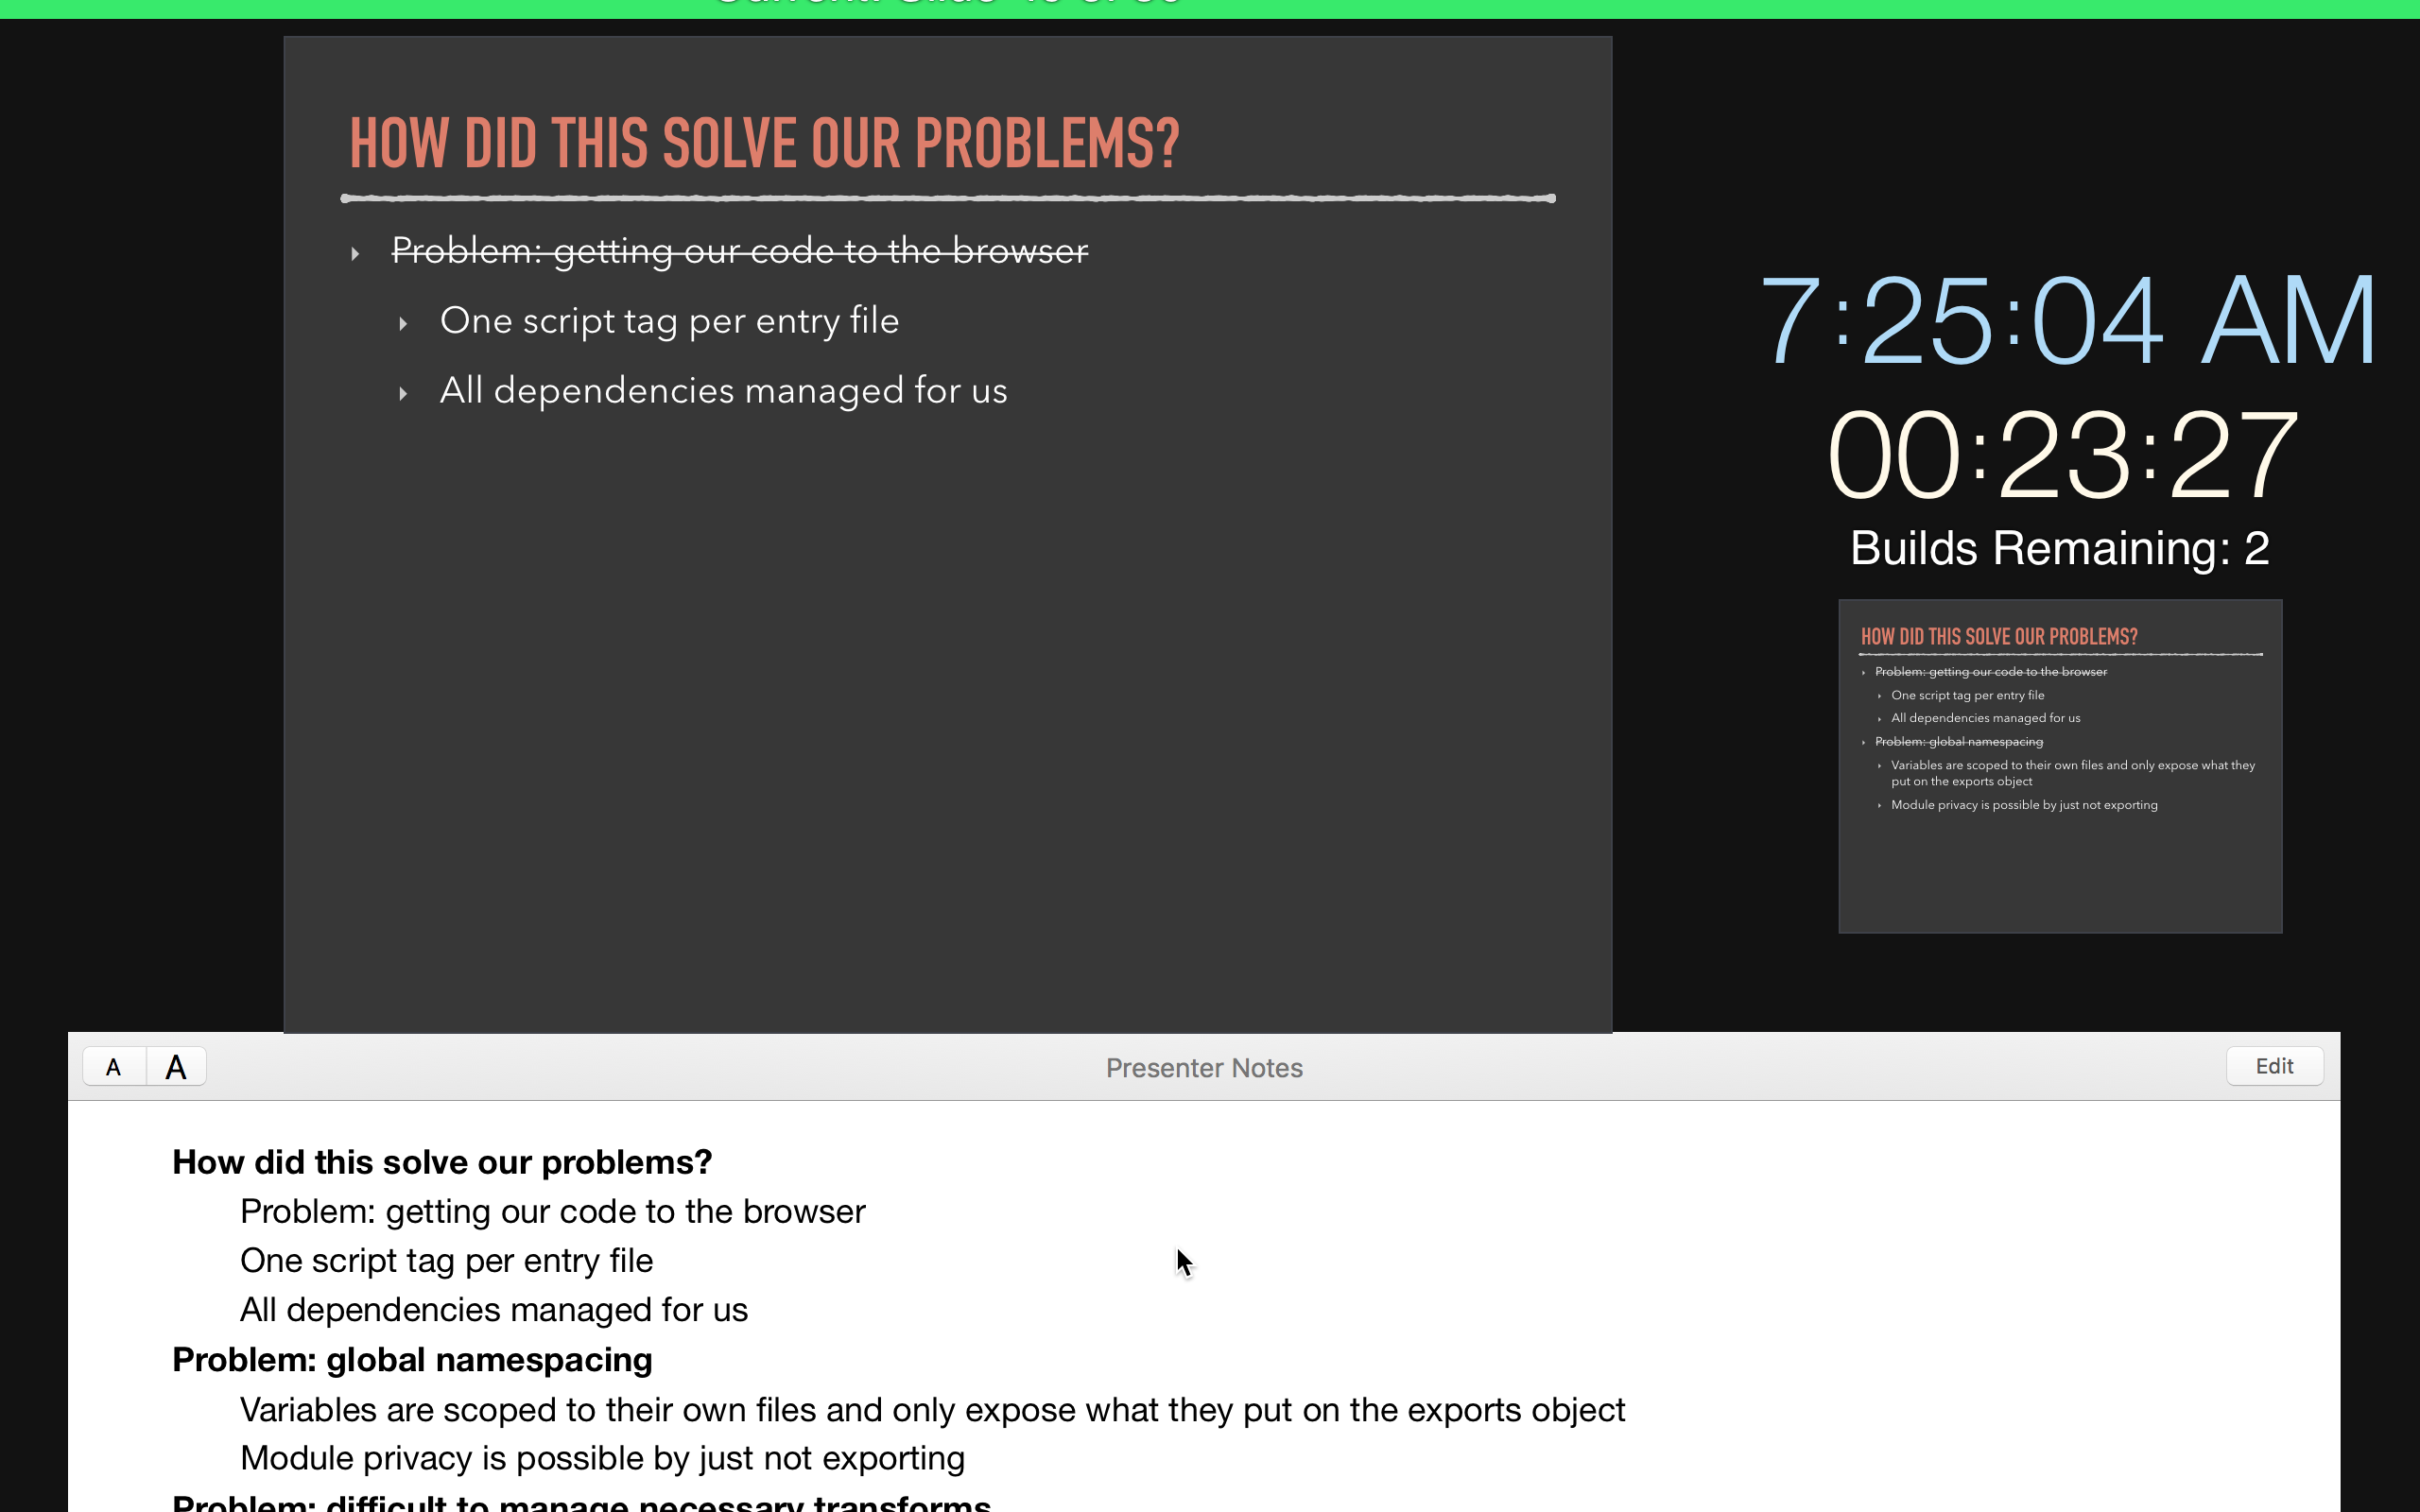 HOW DID THIS SOLVE OUR PROBLEMS?
Problem: getting our code to the browser
One script tag per entry file
All dependencies managed for us
7:25:04 AM
00:23:27
Builds Remaining: 2
HOW DID THIS SOLVE OUR PROBLEMS?
Problem: getting our code to the browser
One script tag per entry file
All dependencies managed for us
Problem: global namespacing
Variables are scoped to their own files and only expose what they
put on the exports object
Module privacy is possible by just not exporting
A A
Presenter Notes
Edit
How did this solve our problems?
Problem: getting our code to the browser
One script tag per entry file
All dependencies managed for us
Problem: global namespacing
Variables are scoped to their own files and only expose what they put on the exports object
Module privacy is possible by just not exporting
Problem: difficult to manage necessary transforms